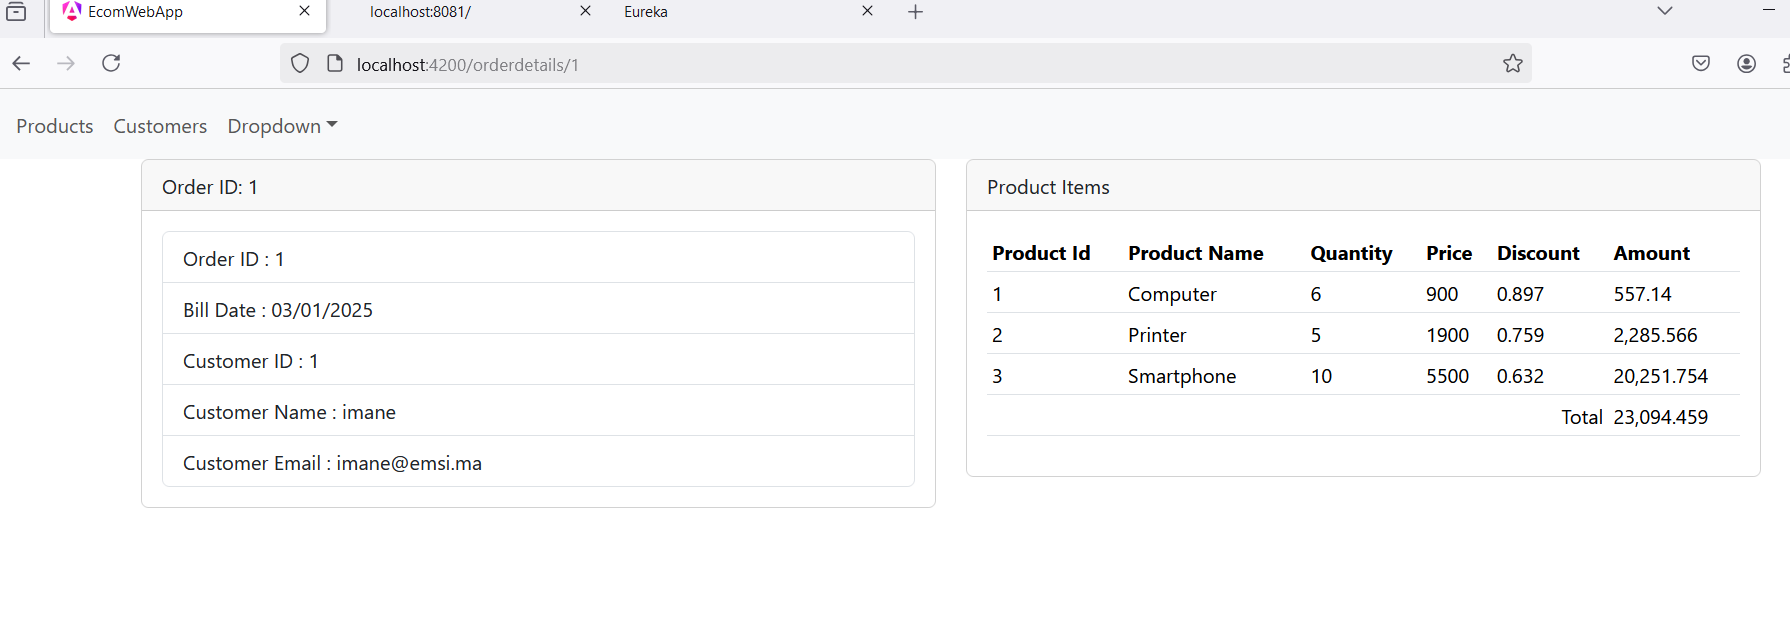 EcomWebApp
localhost:8081/
Eureka
localhost:4200/orderdetails/1
Products Customers Dropdown
Order ID: 1
Order ID : 1
Bill Date : 03/01/2025
Customer ID : 1
Customer Name : imane
Customer Email : imane@emsi.ma
Product Items
Product Id Product Name Quantity Price Discount Amount
1 Computer 6 900 0.897 557.14
2 Printer 5 1900 0.759 2,285.566
3 Smartphone 10 5500 0.632 20,251.754
Total 23,094.459